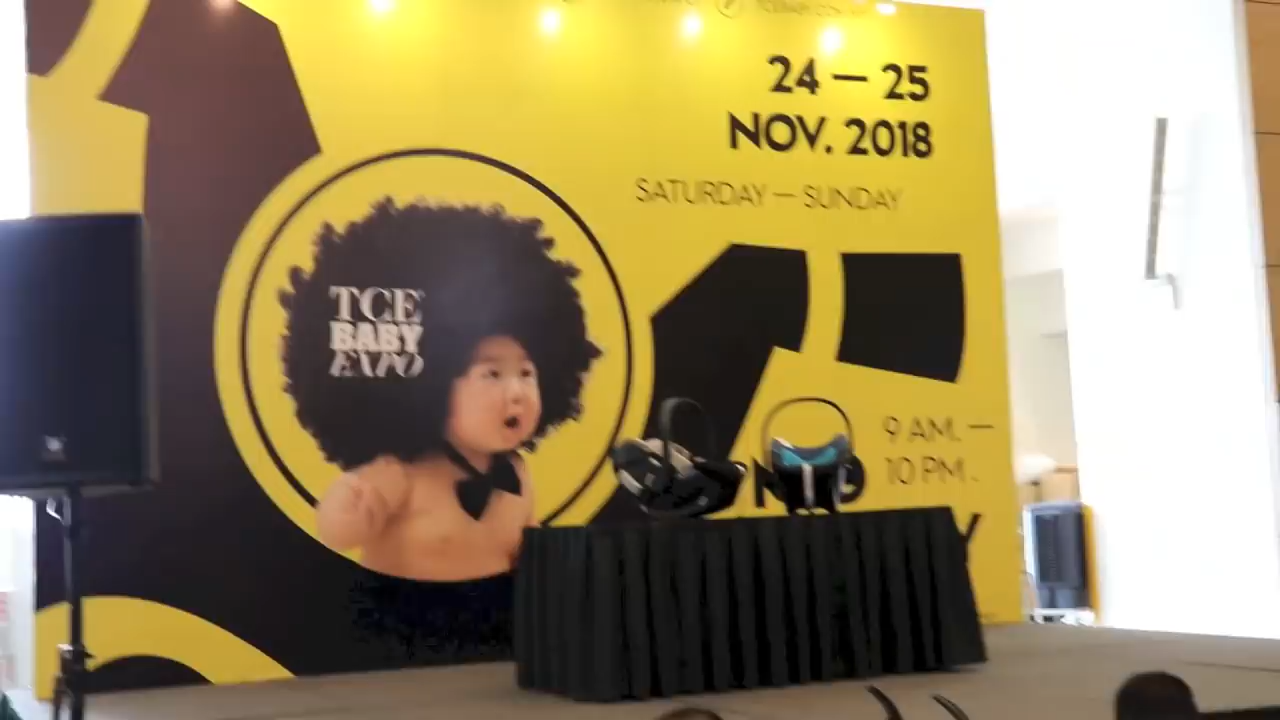 24 — 25
NOV. 2018
SATURDAY — SUNDAY
TCE
BABY
EXPO
9 AM. —
10 PM.